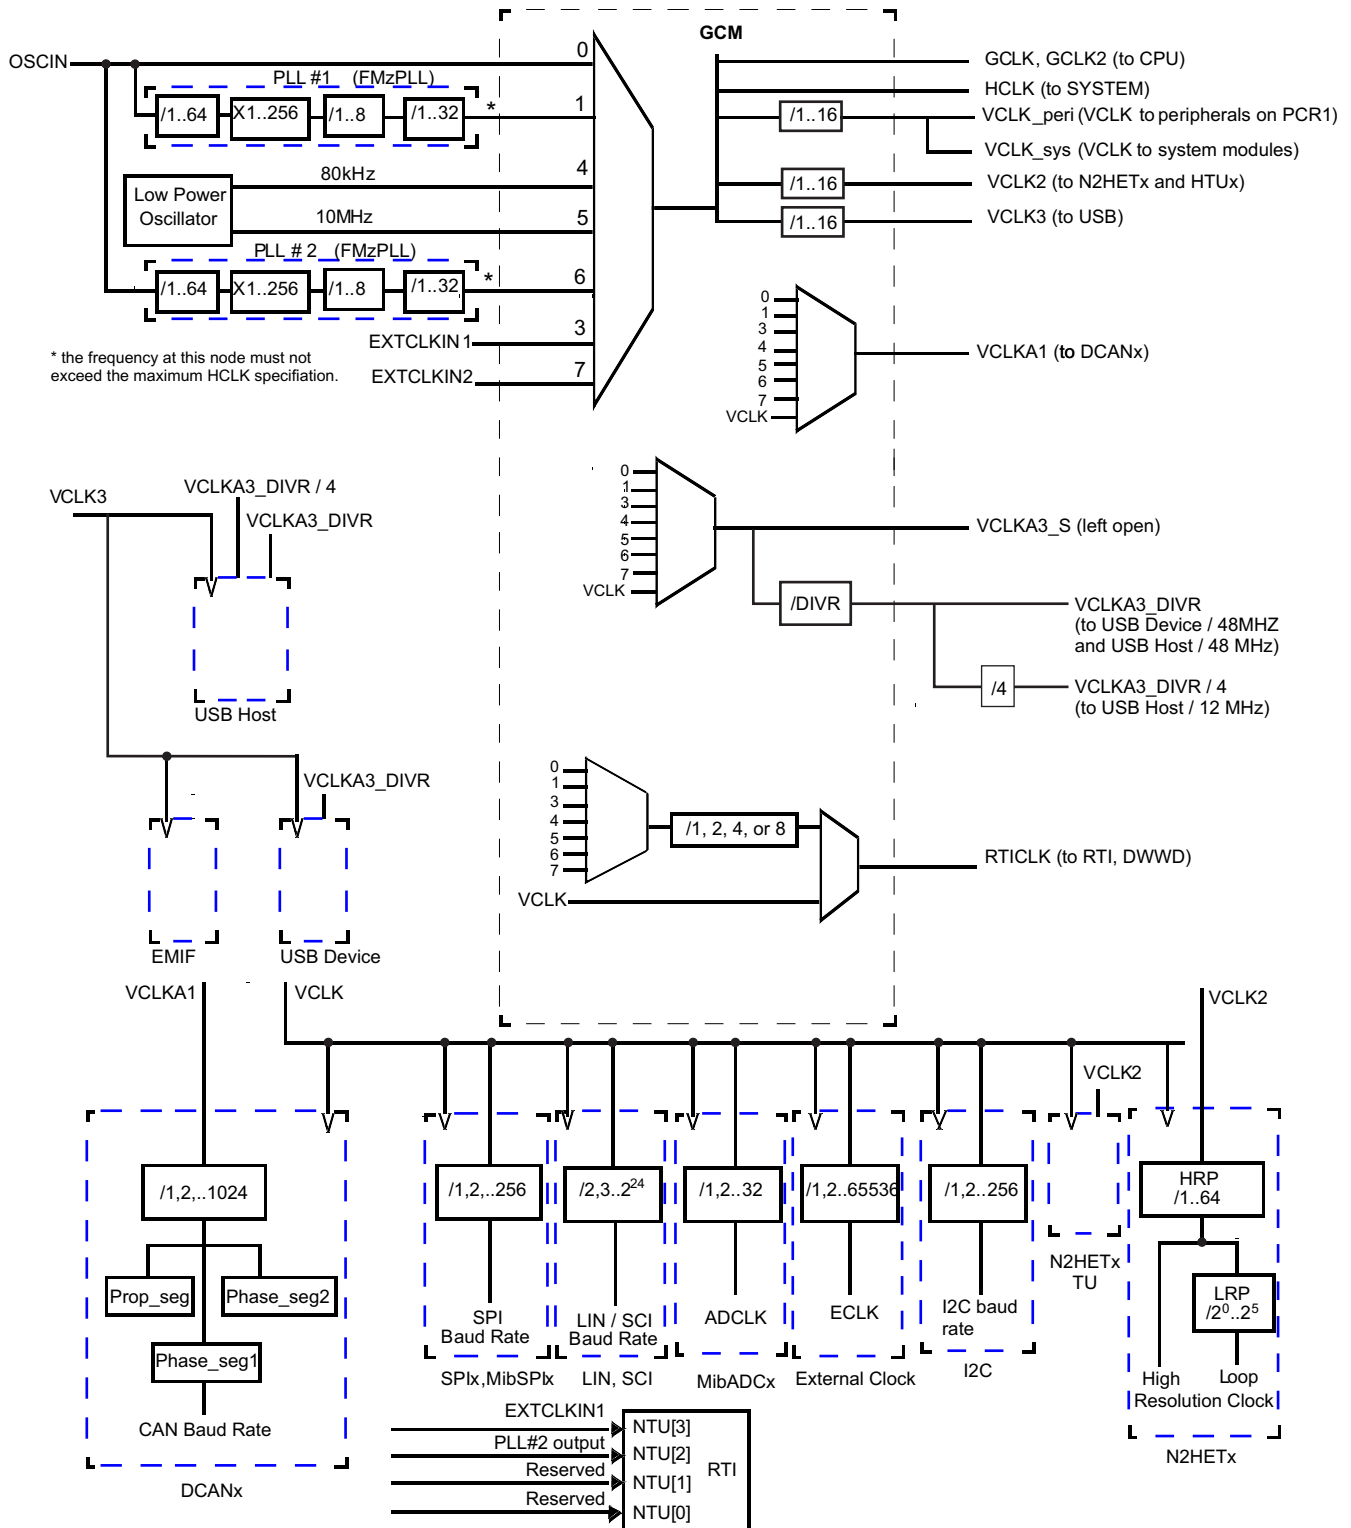 GCM
OSCIN
0
PLL #1 (FMzPLL)
/1..64
X1..256
/1..8
/1..32
*
1
80kHz
4
Low Power
Oscillator
10MHz
5
PLL # 2 (FMzPLL)
/1..64
X1..256
/1..8
/1..32
*
6
EXTCLKIN1
3
EXTCLKIN2
7
* the frequency at this node must not
exceed the maximum HCLK specifiation.
GCLK, GCLK2 (to CPU)
HCLK (to SYSTEM)
/1..16
VCLK_peri (VCLK to peripherals on PCR1)
VCLK_sys (VCLK to system modules)
/1..16
VCLK2 (to N2HETx and HTUx)
/1..16
VCLK3 (to USB)
0
1
3
4
5
6
7
VCLK
VCLKA1 (to DCANx)
0
1
3
4
5
6
7
VCLK
VCLKA3_S (left open)
/DIVR
VCLKA3_DIVR
(to USB Device / 48MHZ
and USB Host / 48 MHz)
/4
VCLKA3_DIVR / 4
(to USB Host / 12 MHz)
VCLK3
VCLKA3_DIVR / 4
VCLKA3_DIVR
USB Host
VCLKA3_DIVR
EMIF
USB Device
0
1
3
4
5
6
7
/1, 2, 4, or 8
VCLK
RTICLK (to RTI, DWWD)
VCLKA1
VCLK
VCLK2
VCLK2
/1,2,..1024
Prop_seg
Phase_seg2
Phase_seg1
CAN Baud Rate
DCANx
/1,2,..256
SPI
Baud Rate
SPIx,MibSPIx
/2,3..2²⁴
LIN / SCI
Baud Rate
LIN, SCI
/1,2..32
ADCLK
MibADCx
/1,2..65536
ECLK
External Clock
/1,2..256
I2C baud
rate
I2C
N2HETx
TU
HRP
/1..64
LRP
/2⁰..2⁵
High
Loop
Resolution Clock
N2HETx
EXTCLKIN1
NTU[3]
PLL#2 output
NTU[2]
RTI
Reserved
NTU[1]
Reserved
NTU[0]